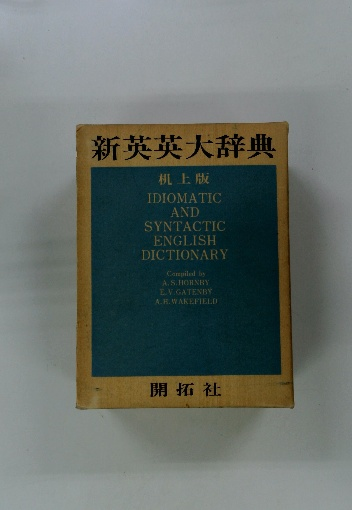 新英英大辞典
机上版
IDIOMATIC
AND
SYNTACTIC
ENGLISH
DICTIONARY
Compiled by
A. S. HORNBY
E. V. GATENBY
A. H. WAKEFIELD
開拓社